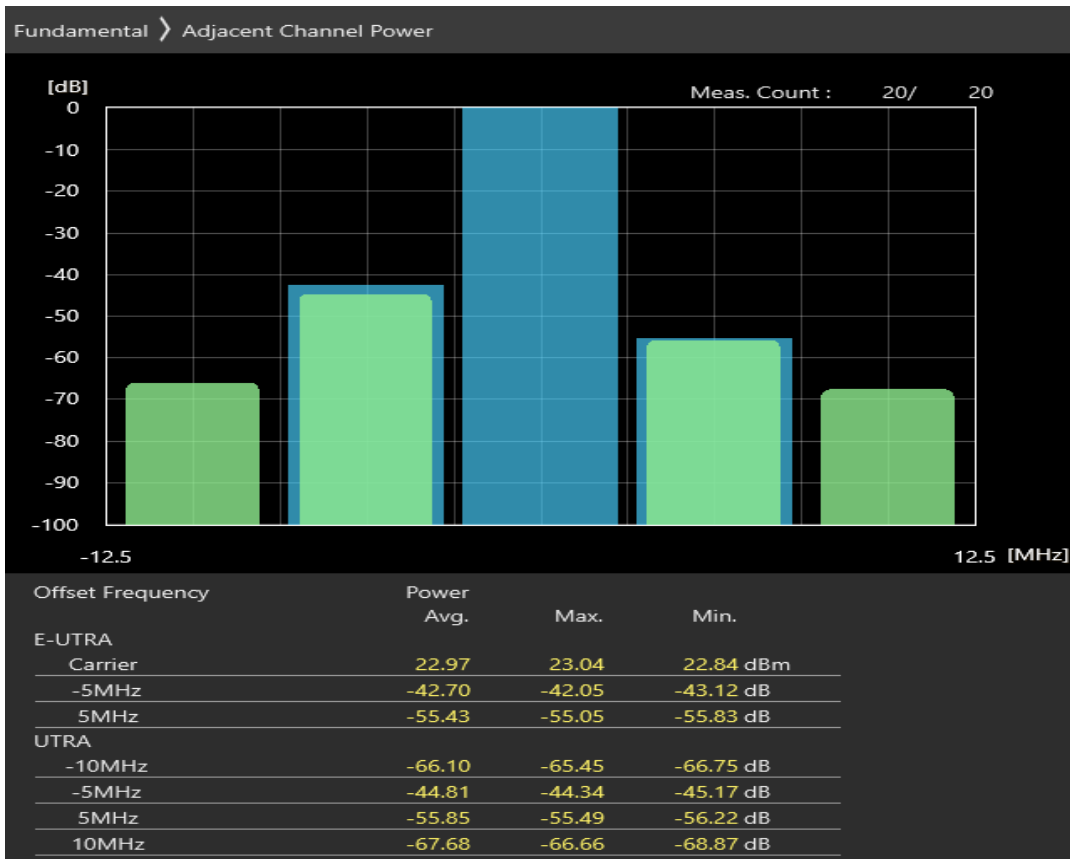 Fundamental ❯ Adjacent Channel Power
[dB]
Meas. Count : 20/ 20
0
-10
-20
-30
-40
-50
-60
-70
-80
-90
-100
-12.5 12.5 [MHz]
Offset Frequency Power
Avg. Max. Min.
E-UTRA
Carrier 22.97 23.04 22.84 dBm
-5MHz -42.70 -42.05 -43.12 dB
5MHz -55.43 -55.05 -55.83 dB
UTRA
-10MHz -66.10 -65.45 -66.75 dB
-5MHz -44.81 -44.34 -45.17 dB
5MHz -55.85 -55.49 -56.22 dB
10MHz -67.68 -66.66 -68.87 dB